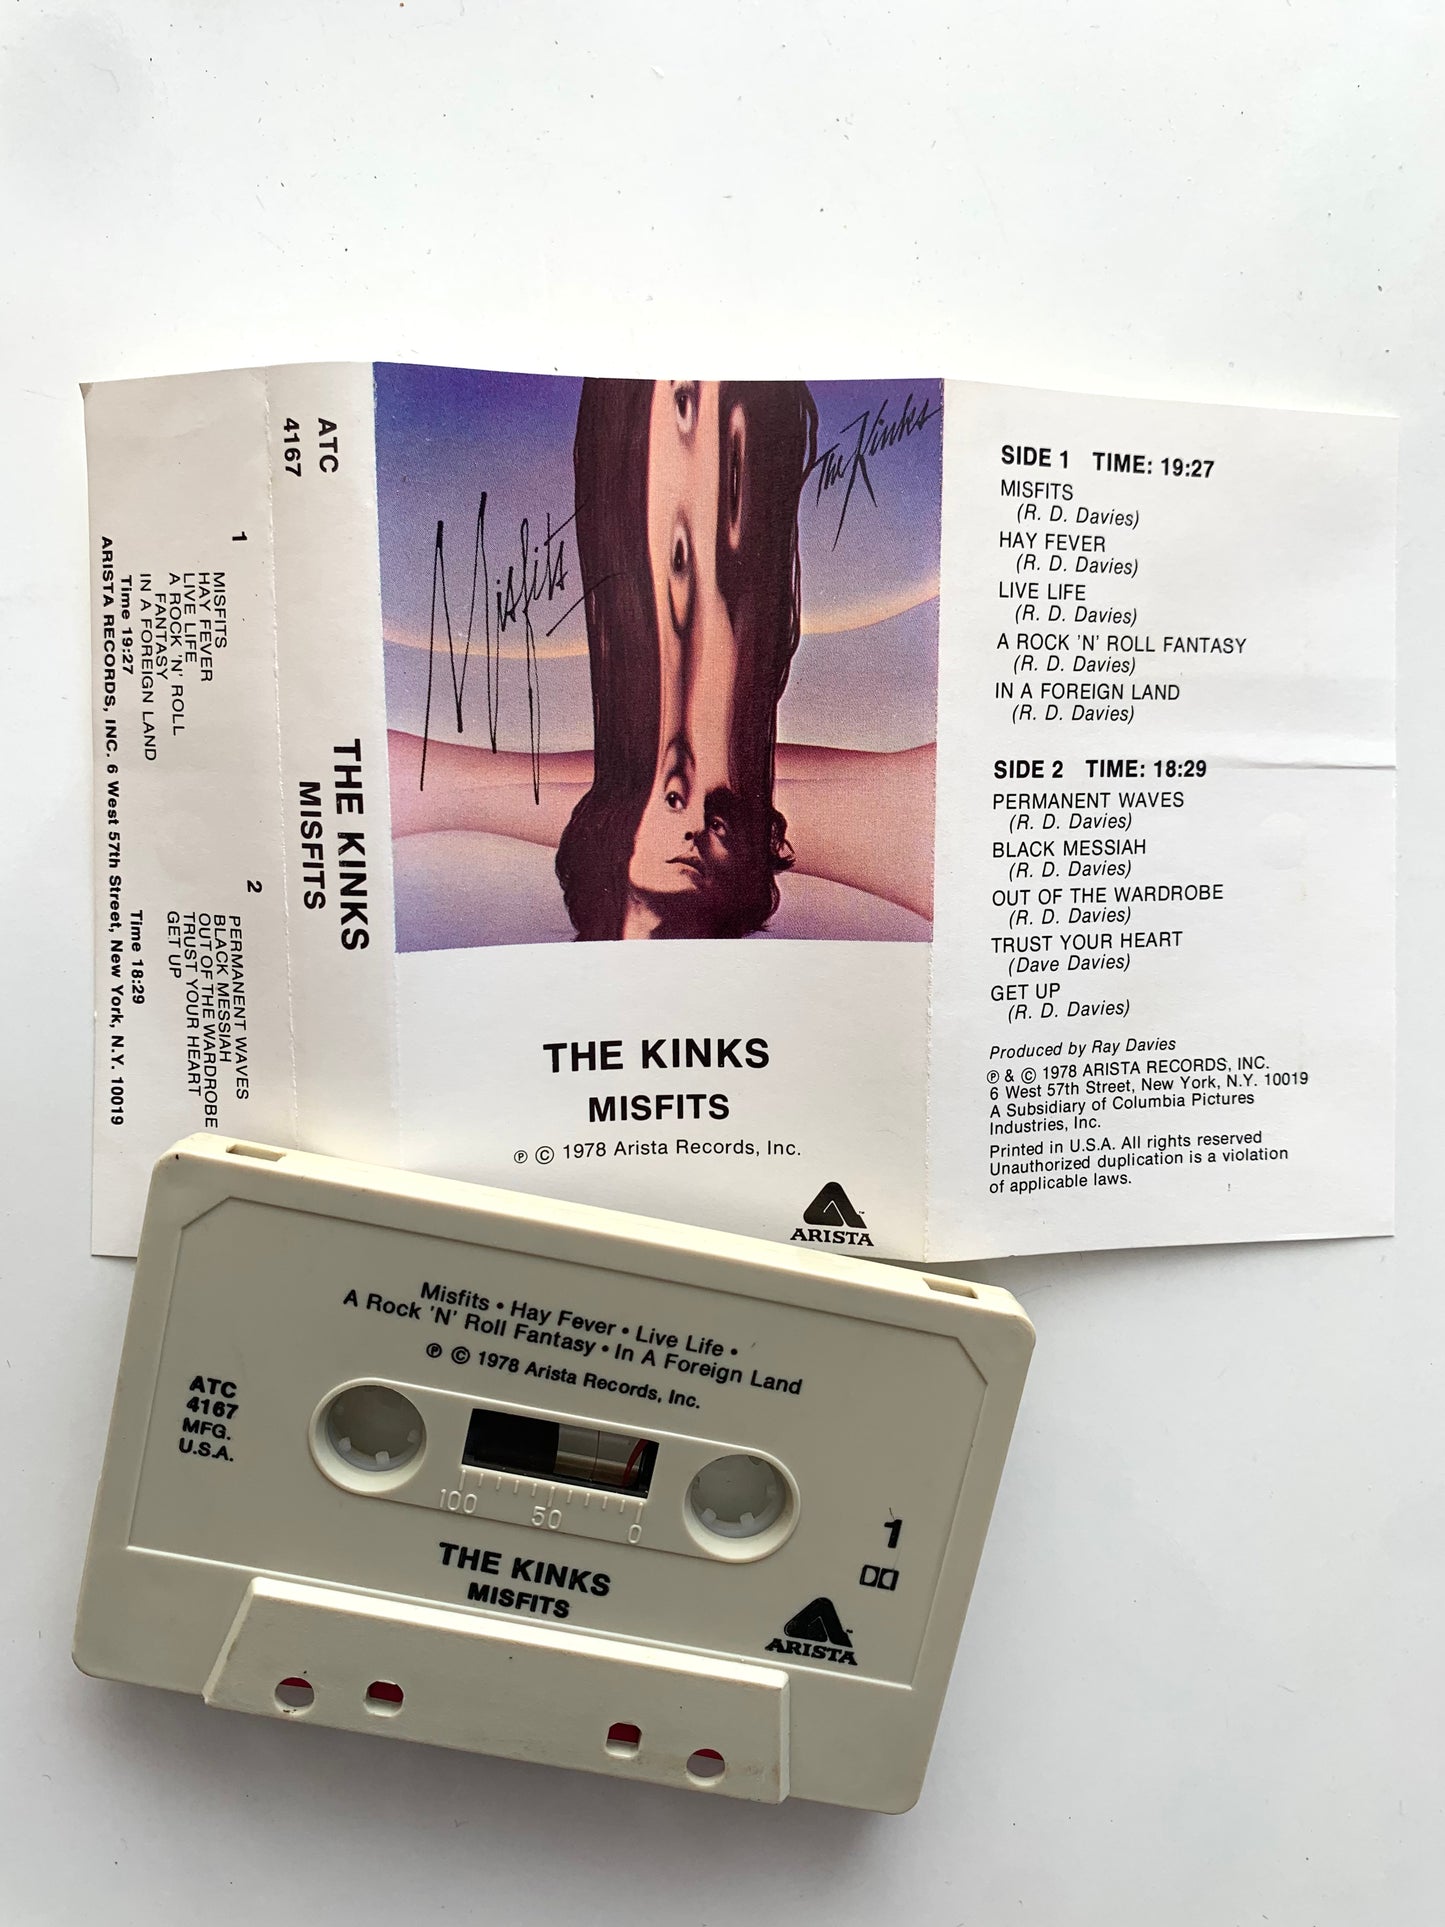 ARISTA RECORDS, INC. 6 West 57th Street, New York, N.Y. 10019
1
MISFITS
HAY FEVER
LIVE LIFE
A ROCK 'N' ROLL
FANTASY
IN A FOREIGN LAND
Time 19:27
2
PERMANENT WAVES
BLACK MESSIAH
OUT OF THE WARDROBE
TRUST YOUR HEART
GET UP
Time 18:29
ATC
4167
THE KINKS
MISFITS
Misfits
The Kinks
THE KINKS
MISFITS
℗ © 1978 Arista Records, Inc.
ARISTA
SIDE 1 TIME: 19:27
MISFITS
(R. D. Davies)
HAY FEVER
(R. D. Davies)
LIVE LIFE
(R. D. Davies)
A ROCK 'N' ROLL FANTASY
(R. D. Davies)
IN A FOREIGN LAND
(R. D. Davies)
SIDE 2 TIME: 18:29
PERMANENT WAVES
(R. D. Davies)
BLACK MESSIAH
(R. D. Davies)
OUT OF THE WARDROBE
(R. D. Davies)
TRUST YOUR HEART
(Dave Davies)
GET UP
(R. D. Davies)
Produced by Ray Davies
℗ & © 1978 ARISTA RECORDS, INC.
6 West 57th Street, New York, N.Y. 10019
A Subsidiary of Columbia Pictures
Industries, Inc.
Printed in U.S.A. All rights reserved
Unauthorized duplication is a violation
of applicable laws.
Misfits • Hay Fever • Live Life •
A Rock 'N' Roll Fantasy • In A Foreign Land
℗ © 1978 Arista Records, Inc.
ATC
4167
MFG.
U.S.A.
100 50 0
1
THE KINKS
MISFITS
ARISTA